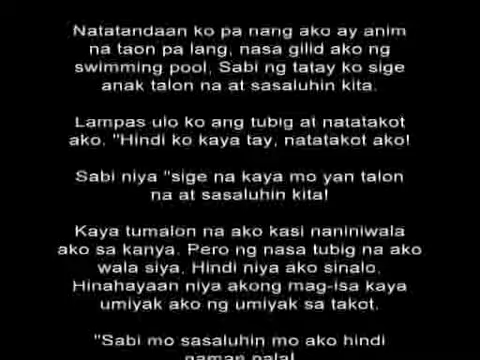 Natatandaan ko pa nang ako ay anim
na taon pa lang, nasa gilid ako ng
swimming pool, Sabi ng tatay ko sige
anak talon na at sasaluhin kita.
Lampas ulo ko ang tubig at natatakot
ako. "Hindi ko kaya tay, natatakot ako!
Sabi niya "sige na kaya mo yan talon
na at sasaluhin kita!
Kaya tumalon na ako kasi naniniwala
ako sa kanya. Pero ng nasa tubig na ako
wala siya, Hindi niya ako sinalo.
Hinahayaan niya akong mag-isa kaya
umiyak ako ng umiyak sa takot.
"Sabi mo sasaluhin mo ako hindi
naman pala!